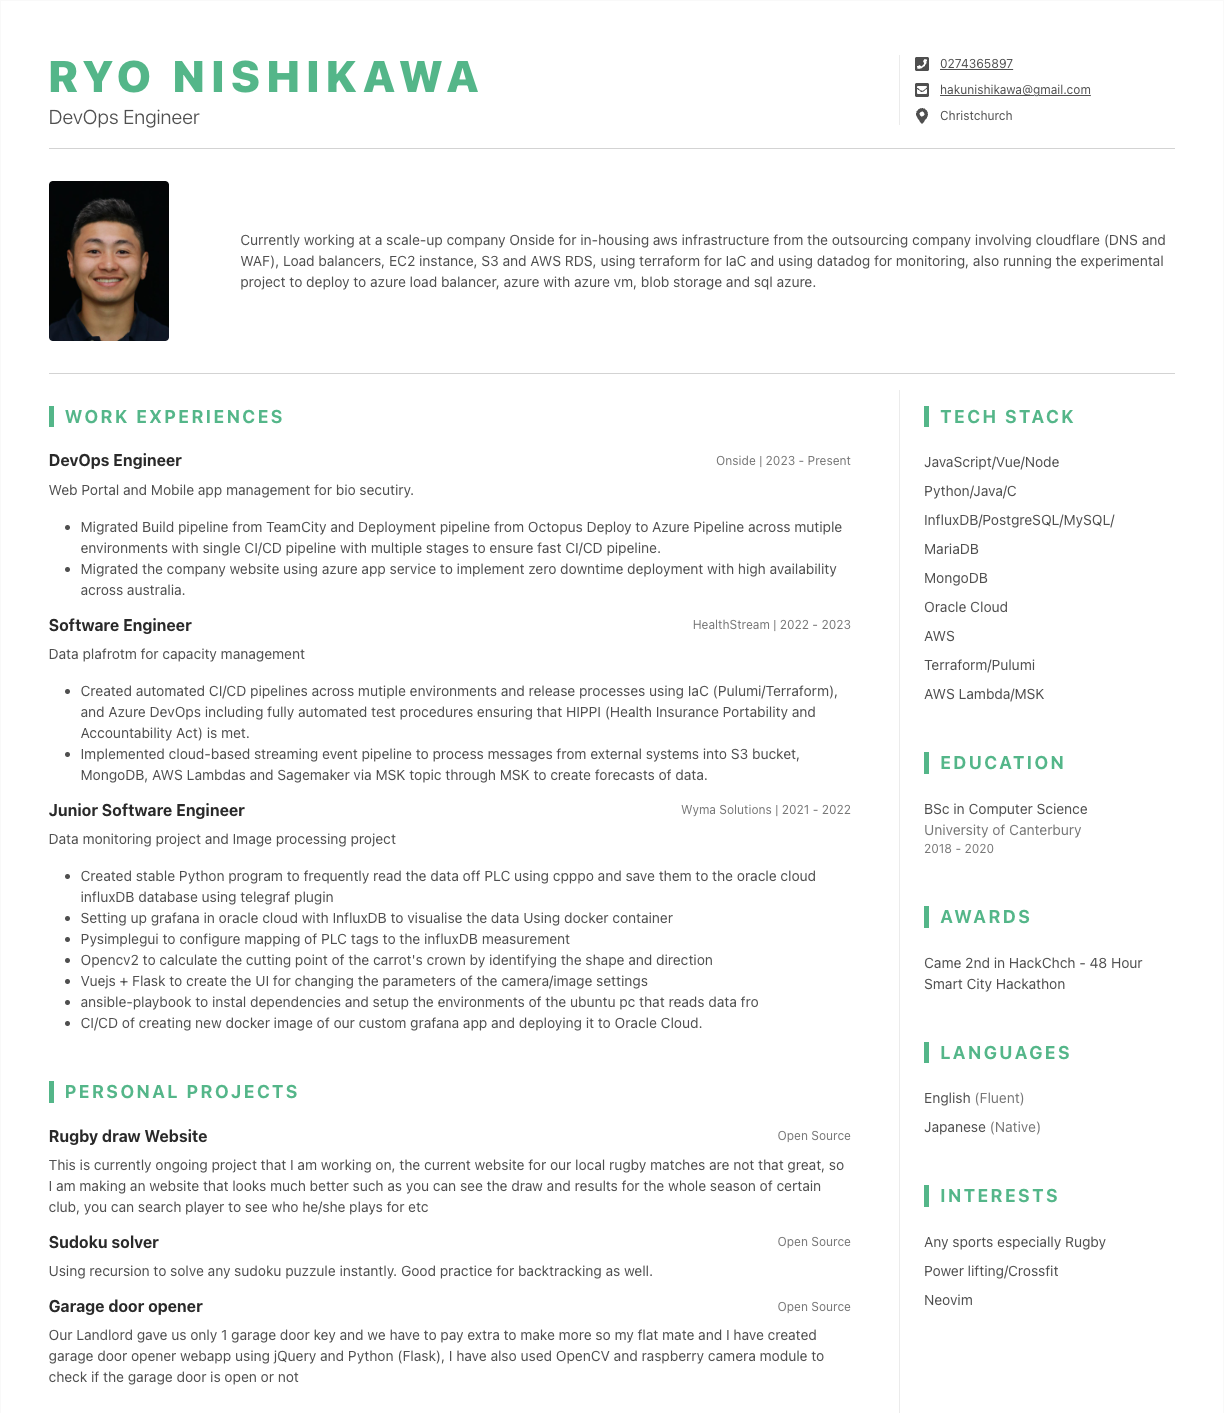 RYO NISHIKAWA
DevOps Engineer
0274365897
hakunishikawa@gmail.com
Christchurch
Currently working at a scale-up company Onside for in-housing aws infrastructure from the outsourcing company involving cloudflare (DNS and
WAF), Load balancers, EC2 instance, S3 and AWS RDS, using terraform for IaC and using datadog for monitoring, also running the experimental
project to deploy to azure load balancer, azure with azure vm, blob storage and sql azure.
WORK EXPERIENCES
DevOps Engineer
Onside | 2023 - Present
Web Portal and Mobile app management for bio secutiry.
• Migrated Build pipeline from TeamCity and Deployment pipeline from Octopus Deploy to Azure Pipeline across mutiple
environments with single CI/CD pipeline with multiple stages to ensure fast CI/CD pipeline.
• Migrated the company website using azure app service to implement zero downtime deployment with high availability
across australia.
Software Engineer
HealthStream | 2022 - 2023
Data plafrotm for capacity management
• Created automated CI/CD pipelines across mutiple environments and release processes using IaC (Pulumi/Terraform),
and Azure DevOps including fully automated test procedures ensuring that HIPPI (Health Insurance Portability and
Accountability Act) is met.
• Implemented cloud-based streaming event pipeline to process messages from external systems into S3 bucket,
MongoDB, AWS Lambdas and Sagemaker via MSK topic through MSK to create forecasts of data.
Junior Software Engineer
Wyma Solutions | 2021 - 2022
Data monitoring project and Image processing project
• Created stable Python program to frequently read the data off PLC using cpppo and save them to the oracle cloud
influxDB database using telegraf plugin
• Setting up grafana in oracle cloud with InfluxDB to visualise the data Using docker container
• Pysimplegui to configure mapping of PLC tags to the influxDB measurement
• Opencv2 to calculate the cutting point of the carrot's crown by identifying the shape and direction
• Vuejs + Flask to create the UI for changing the parameters of the camera/image settings
• ansible-playbook to instal dependencies and setup the environments of the ubuntu pc that reads data fro
• CI/CD of creating new docker image of our custom grafana app and deploying it to Oracle Cloud.
PERSONAL PROJECTS
Rugby draw Website
Open Source
This is currently ongoing project that I am working on, the current website for our local rugby matches are not that great, so
I am making an website that looks much better such as you can see the draw and results for the whole season of certain
club, you can search player to see who he/she plays for etc
Sudoku solver
Open Source
Using recursion to solve any sudoku puzzule instantly. Good practice for backtracking as well.
Garage door opener
Open Source
Our Landlord gave us only 1 garage door key and we have to pay extra to make more so my flat mate and I have created
garage door opener webapp using jQuery and Python (Flask), I have also used OpenCV and raspberry camera module to
check if the garage door is open or not
TECH STACK
JavaScript/Vue/Node
Python/Java/C
InfluxDB/PostgreSQL/MySQL/
MariaDB
MongoDB
Oracle Cloud
AWS
Terraform/Pulumi
AWS Lambda/MSK
EDUCATION
BSc in Computer Science
University of Canterbury
2018 - 2020
AWARDS
Came 2nd in HackChch - 48 Hour
Smart City Hackathon
LANGUAGES
English (Fluent)
Japanese (Native)
INTERESTS
Any sports especially Rugby
Power lifting/Crossfit
Neovim